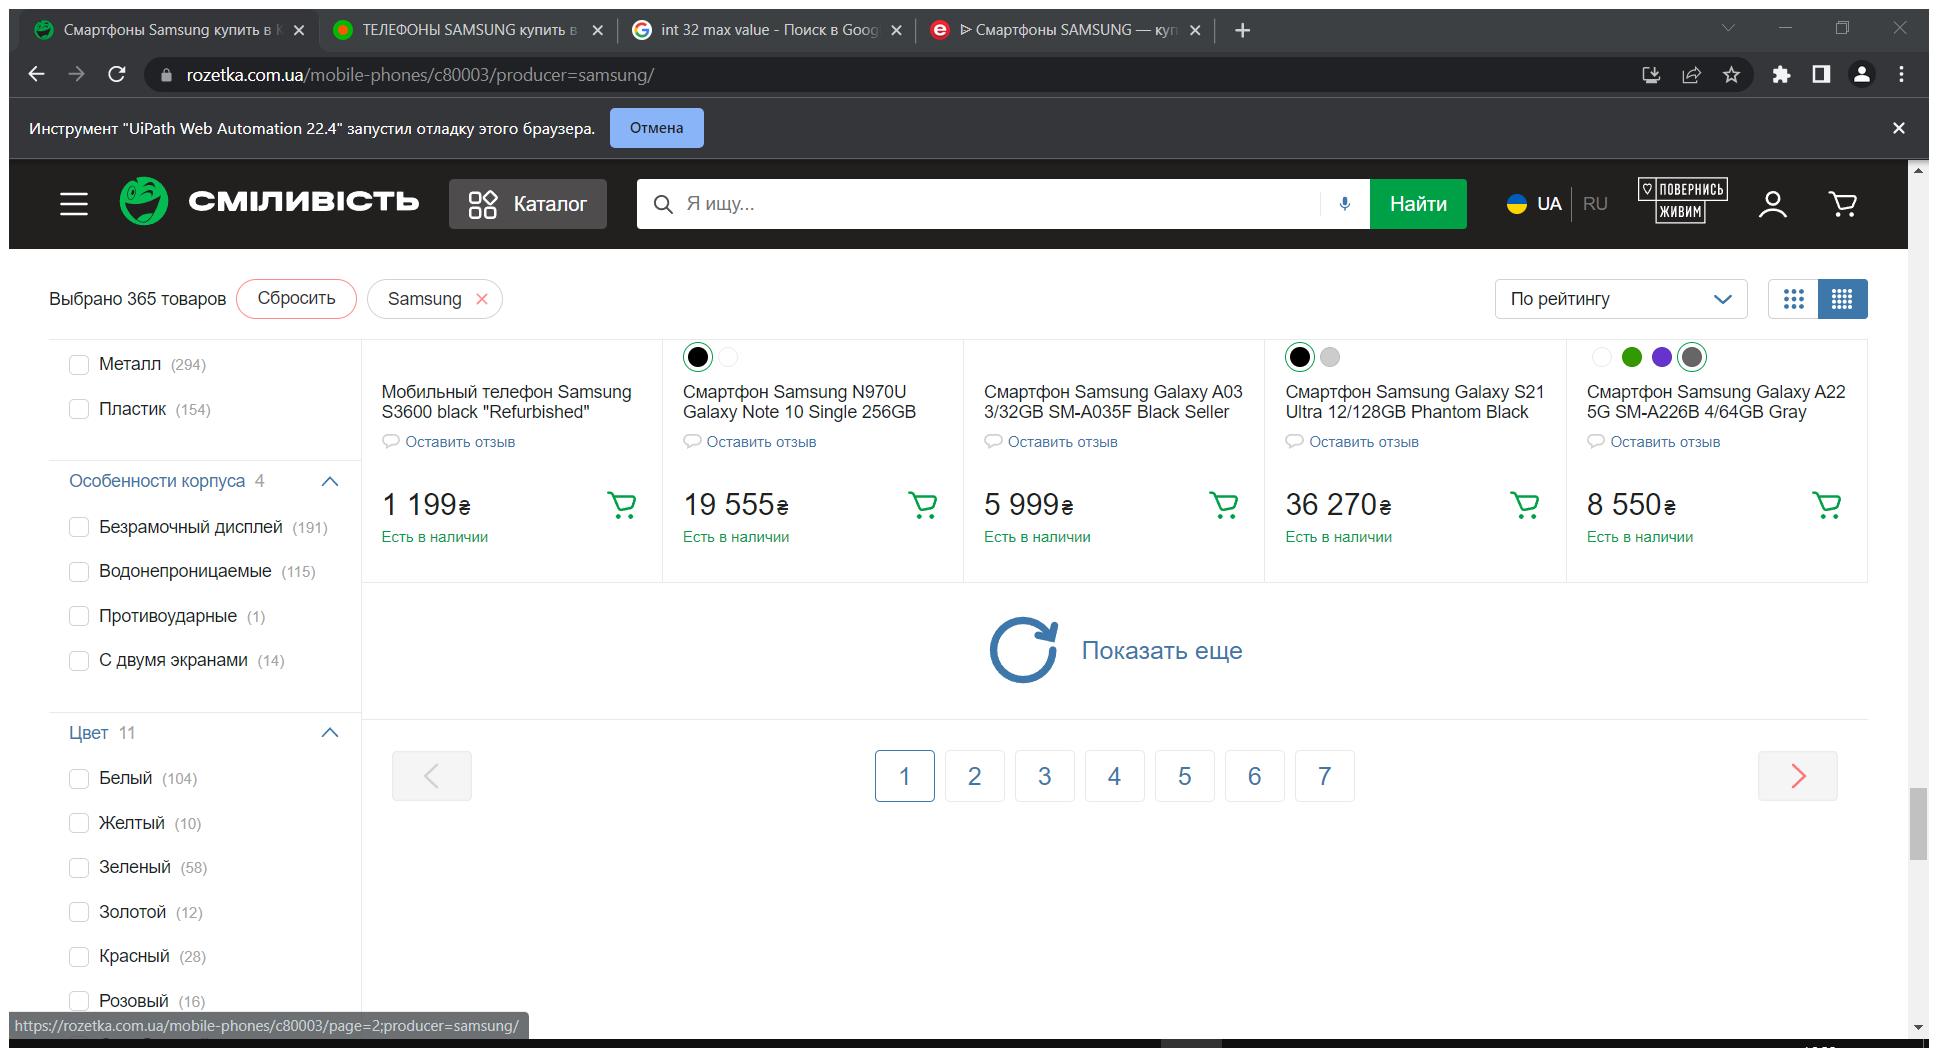 Смартфоны Samsung купить в К
ТЕЛЕФОНЫ SAMSUNG купить в
int 32 max value - Поиск в Goog
ᐈ Смартфоны SAMSUNG — куп
rozetka.com.ua/mobile-phones/c80003/producer=samsung/
Инструмент "UiPath Web Automation 22.4" запустил отладку этого браузера.
Отмена
СМІЛИВІСТЬ
Каталог
Я ищу...
Найти
UA
RU
ПОВЕРНИСЬ
ЖИВИМ
Выбрано 365 товаров
Сбросить
Samsung
По рейтингу
Металл (294)
Пластик (154)
Особенности корпуса 4
Безрамочный дисплей (191)
Водонепроницаемые (115)
Противоударные (1)
С двумя экранами (14)
Цвет 11
Белый (104)
Желтый (10)
Зеленый (58)
Золотой (12)
Красный (28)
Розовый (16)
Мобильный телефон Samsung
S3600 black "Refurbished"
Оставить отзыв
1 199₴
Есть в наличии
Смартфон Samsung N970U
Galaxy Note 10 Single 256GB
Оставить отзыв
19 555₴
Есть в наличии
Смартфон Samsung Galaxy A03
3/32GB SM-A035F Black Seller
Оставить отзыв
5 999₴
Есть в наличии
Смартфон Samsung Galaxy S21
Ultra 12/128GB Phantom Black
Оставить отзыв
36 270₴
Есть в наличии
Смартфон Samsung Galaxy A22
5G SM-A226B 4/64GB Gray
Оставить отзыв
8 550₴
Есть в наличии
Показать еще
1 2 3 4 5 6 7
https://rozetka.com.ua/mobile-phones/c80003/page=2;producer=samsung/